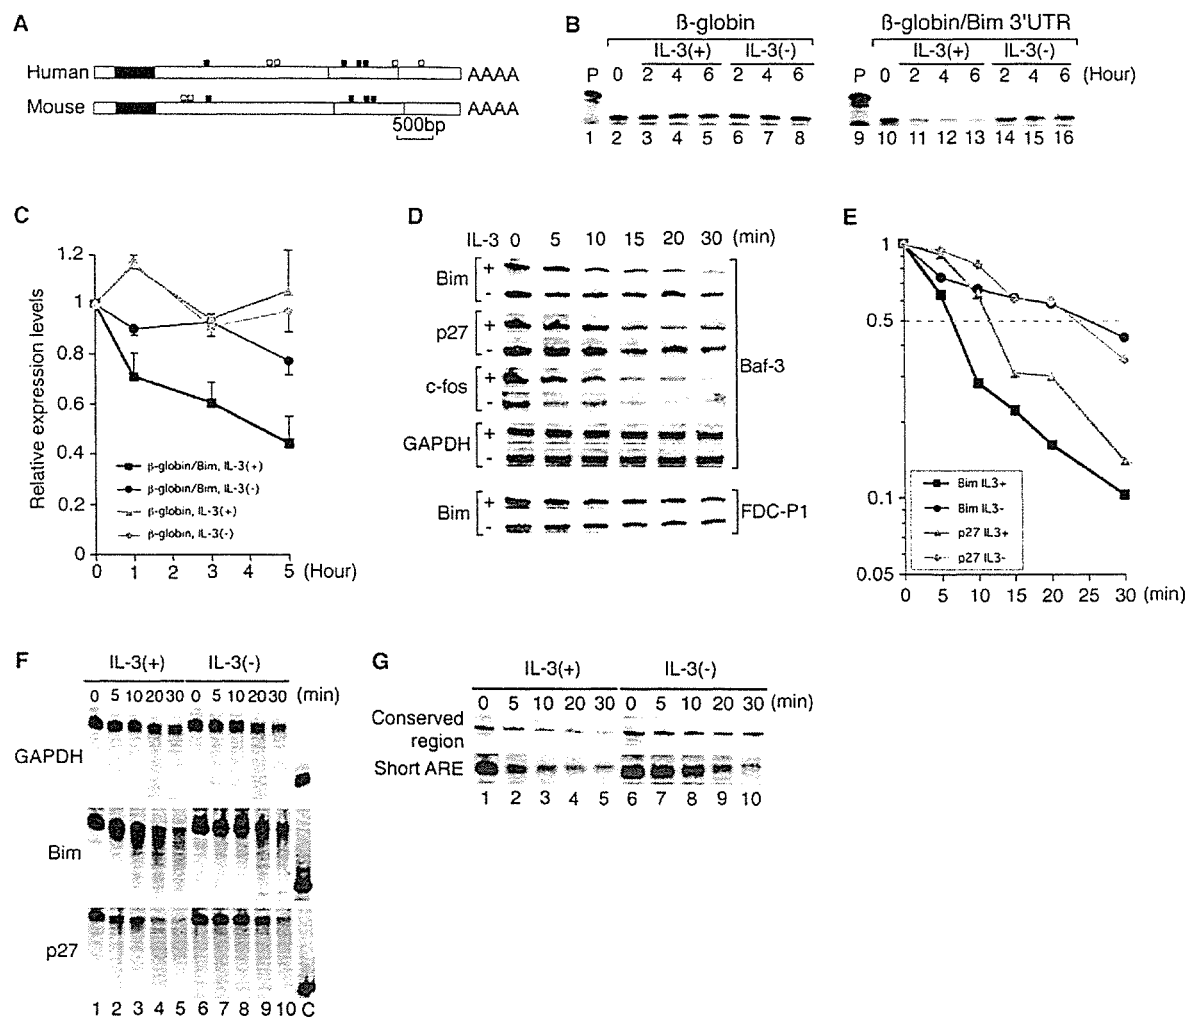 A
Human
AAAA
Mouse
AAAA
500bp
B
ß-globin
ß-globin/Bim 3'UTR
IL-3(+) IL-3(-)
IL-3(+) IL-3(-)
P 0 2 4 6 2 4 6
P 0 2 4 6 2 4 6 (Hour)
1 2 3 4 5 6 7 8
9 10 11 12 13 14 15 16
C
Relative expression levels
1.2
1
0.8
0.6
0.4
0.2
0
ß-globin/Bim, IL-3(+)
ß-globin/Bim, IL-3(-)
ß-globin, IL-3(+)
ß-globin, IL-3(-)
0 1 2 3 4 5 (Hour)
D
IL-3 0 5 10 15 20 30 (min)
Bim + -
p27 + -
c-fos + -
GAPDH + -
Baf-3
Bim + -
FDC-P1
E
1
0.5
0.1
0.05
Bim IL3+
Bim IL3-
p27 IL3+
p27 IL3-
0 5 10 15 20 25 30 (min)
F
IL-3(+) IL-3(-)
0 5 10 20 30 0 5 10 20 30 (min)
GAPDH
Bim
p27
1 2 3 4 5 6 7 8 9 10 C
G
IL-3(+) IL-3(-)
0 5 10 20 30 0 5 10 20 30 (min)
Conserved
region
Short ARE
1 2 3 4 5 6 7 8 9 10